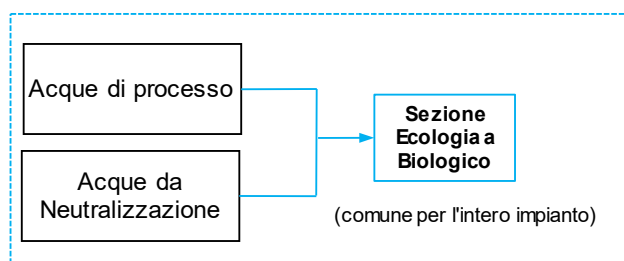 Acque di processo
Sezione
Ecologia a
Biologico
Acque da
Neutralizzazione
(comune per l'intero impianto)